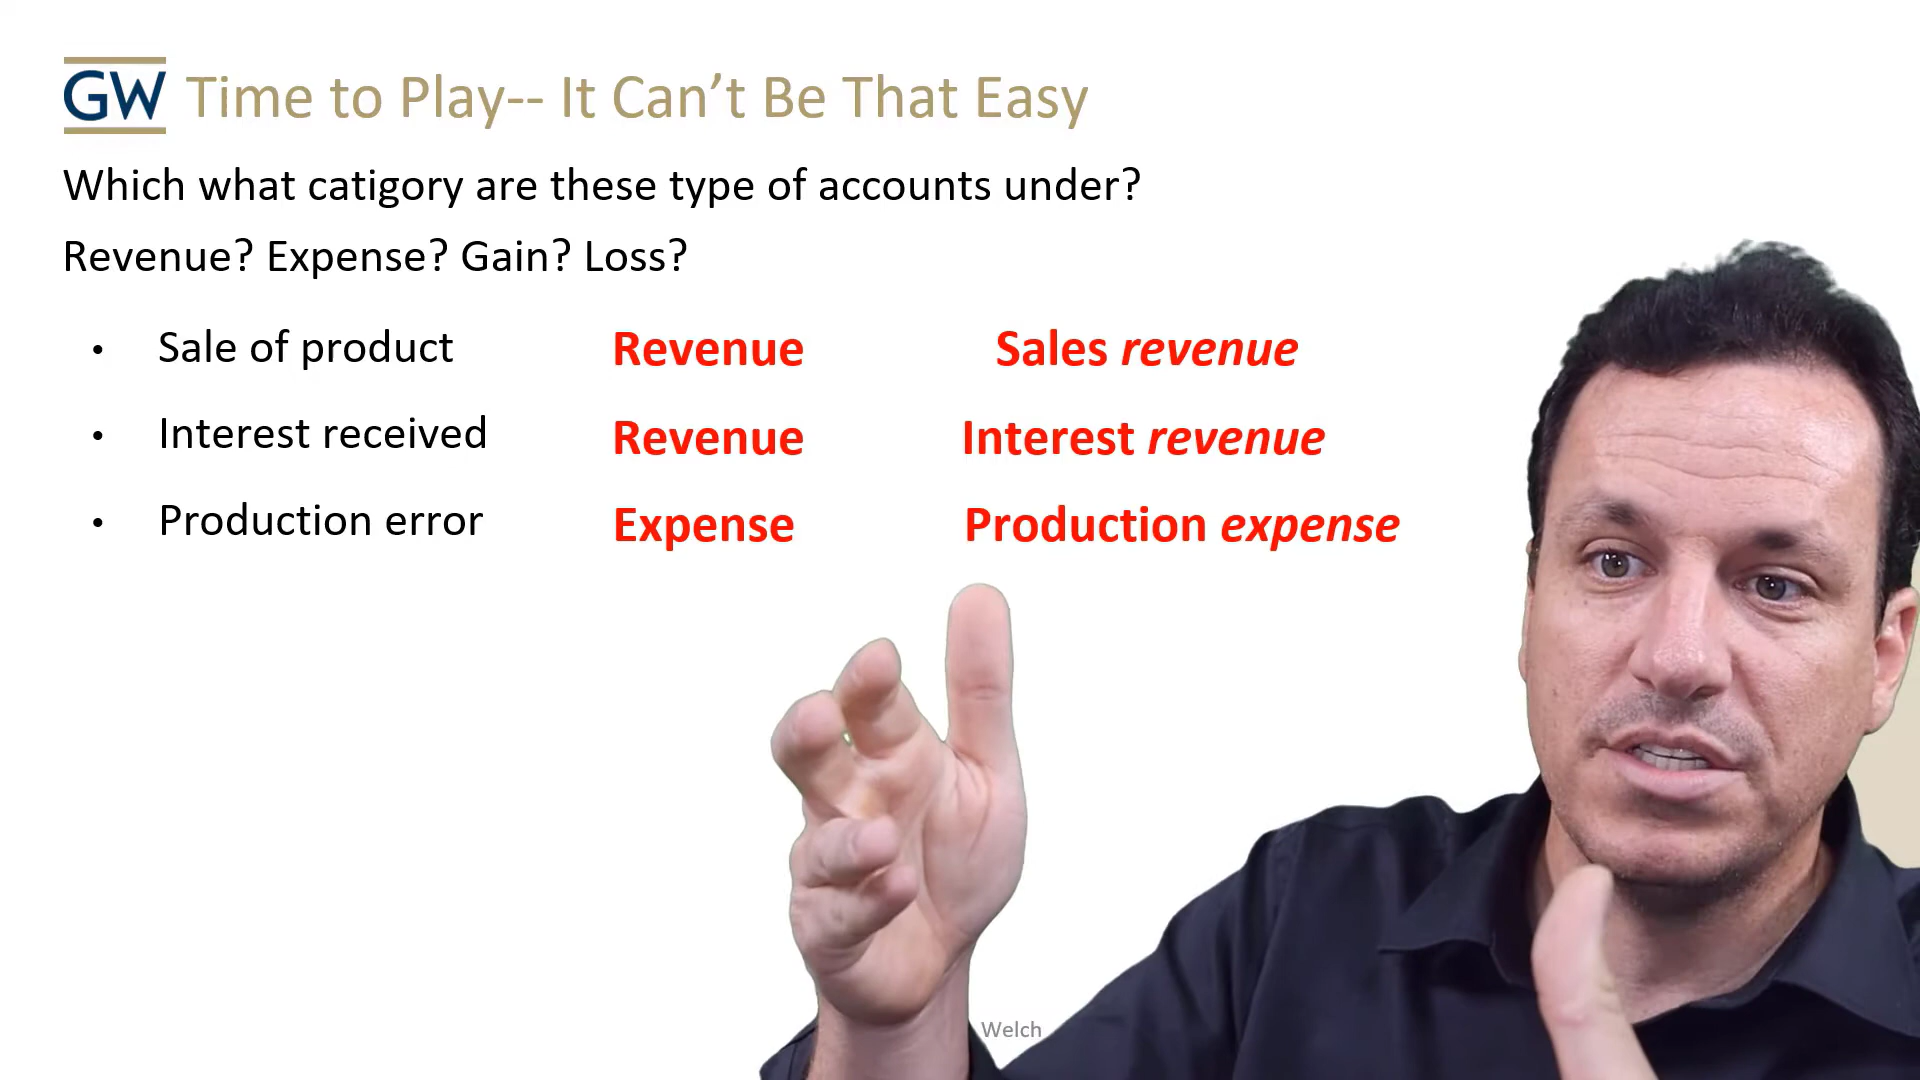 GW Time to Play-- It Can’t Be That Easy
Which what catigory are these type of accounts under?
Revenue? Expense? Gain? Loss?
• Sale of product Revenue Sales revenue
• Interest received Revenue Interest revenue
• Production error Expense Production expense
Welch